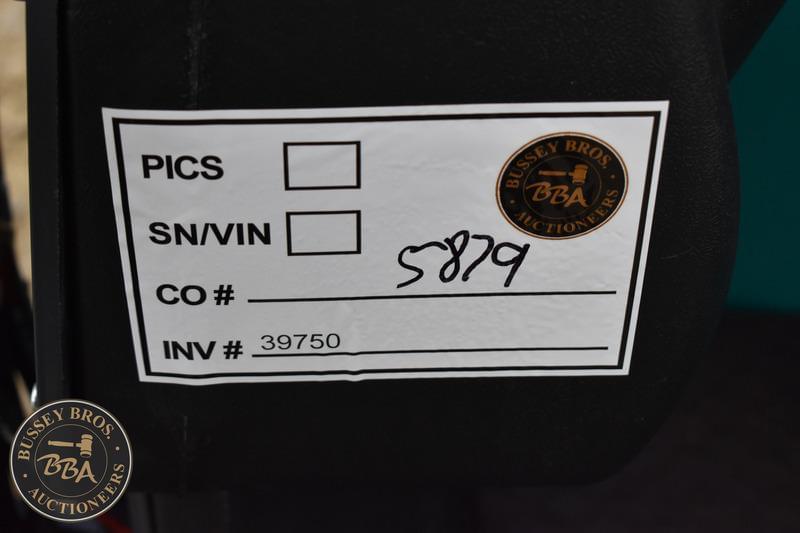 PICS
BUSSEY BROS.
BBA
AUCTIONEERS
SN/VIN
CO # 5879
INV # 39750
BUSSEY BROS.
BBA
AUCTIONEERS